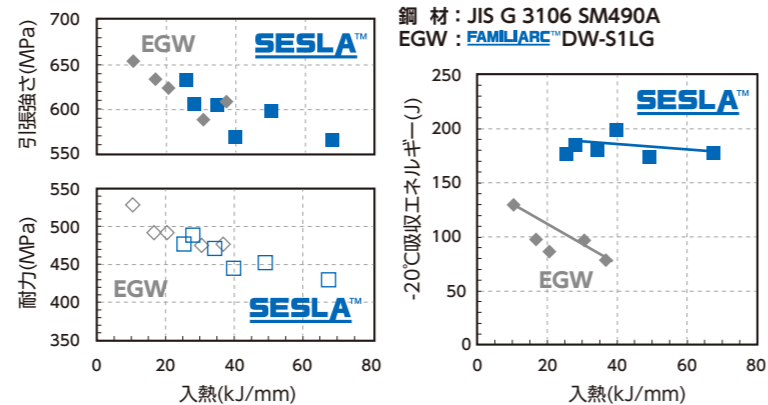 鋼 材：JIS G 3106 SM490A
EGW：FAMILIARC™ DW-S1LG
引張強さ(MPa)
700
650
600
550
EGW
SESLA™
耐力(MPa)
550
500
450
400
350
EGW
SESLA™
0 20 40 60 80
入熱(kJ/mm)
-20℃吸収エネルギー(J)
250
200
150
100
50
0
SESLA™
EGW
0 20 40 60 80
入熱(kJ/mm)